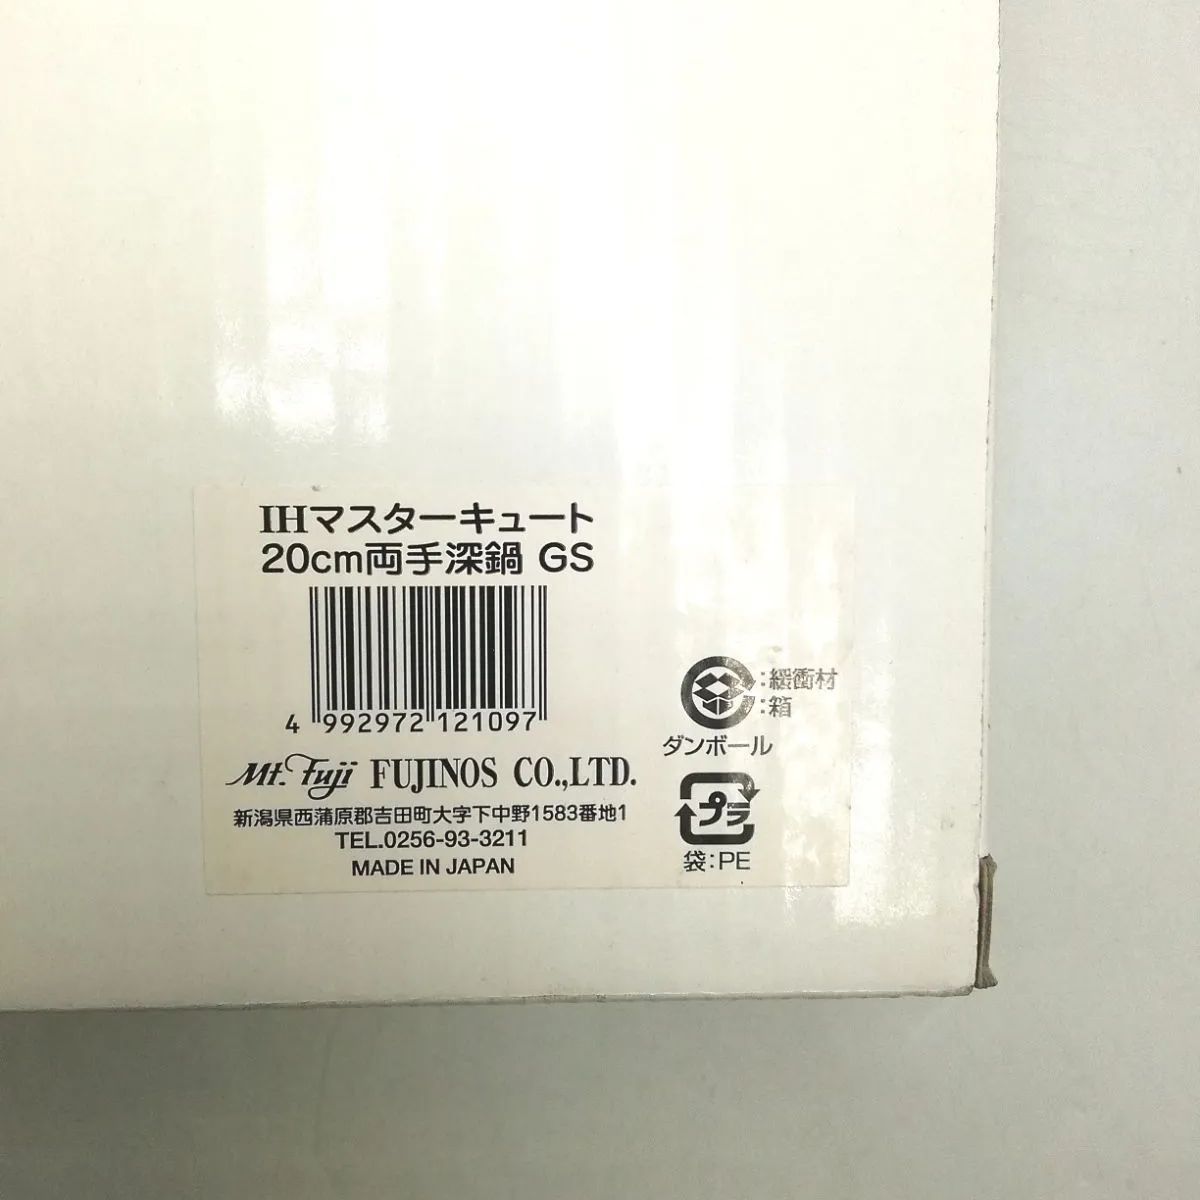 IHマスターキュート
20cm両手深鍋 GS
4 992972 121097
Mt. Fuji FUJINOS CO.,LTD.
新潟県西蒲原郡吉田町大字下中野1583番地1
TEL.0256-93-3211
MADE IN JAPAN
:緩衝材
:箱
ダンボール
プラ
袋:PE